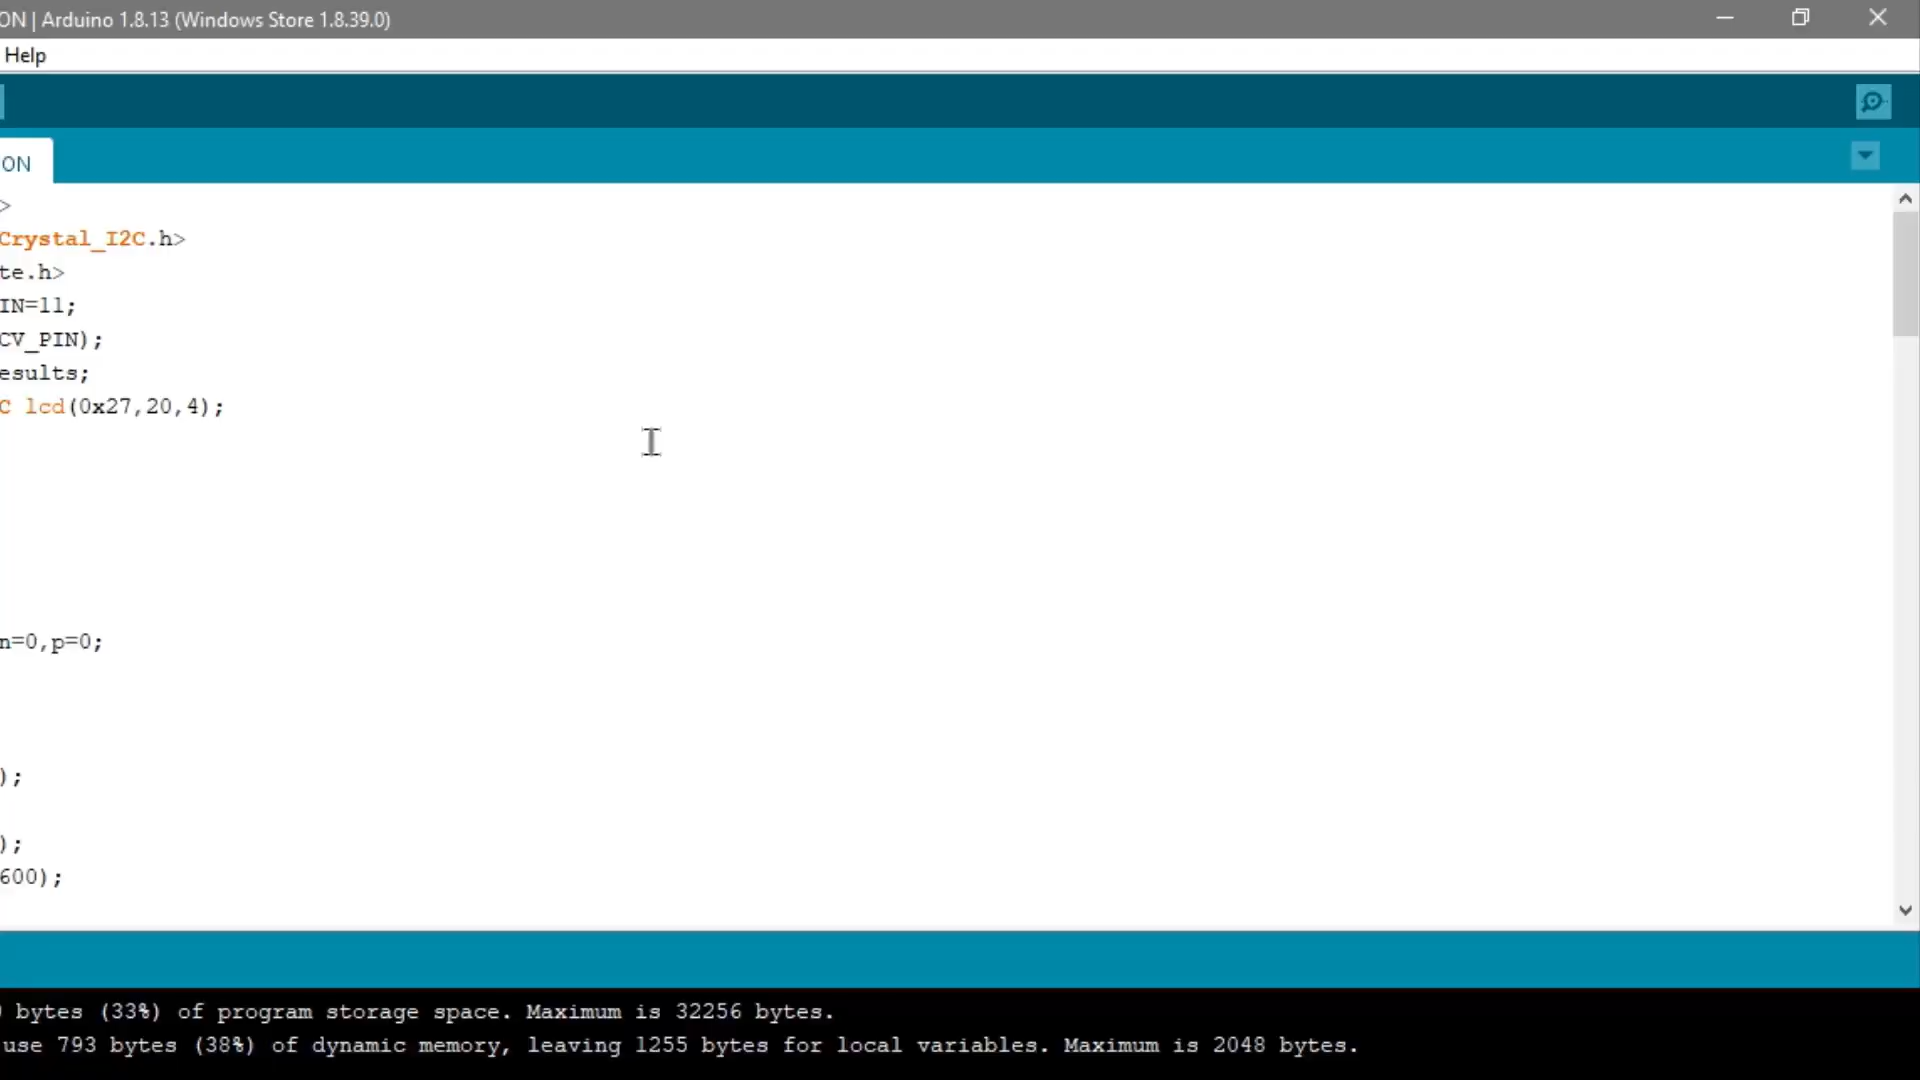 ON | Arduino 1.8.13 (Windows Store 1.8.39.0)
Help
ON
>
Crystal_I2C.h>
te.h>
IN=11;
CV_PIN);
esults;
C lcd(0x27,20,4);
n=0,p=0;
);
);
600);
bytes (33%) of program storage space. Maximum is 32256 bytes.
use 793 bytes (38%) of dynamic memory, leaving 1255 bytes for local variables. Maximum is 2048 bytes.